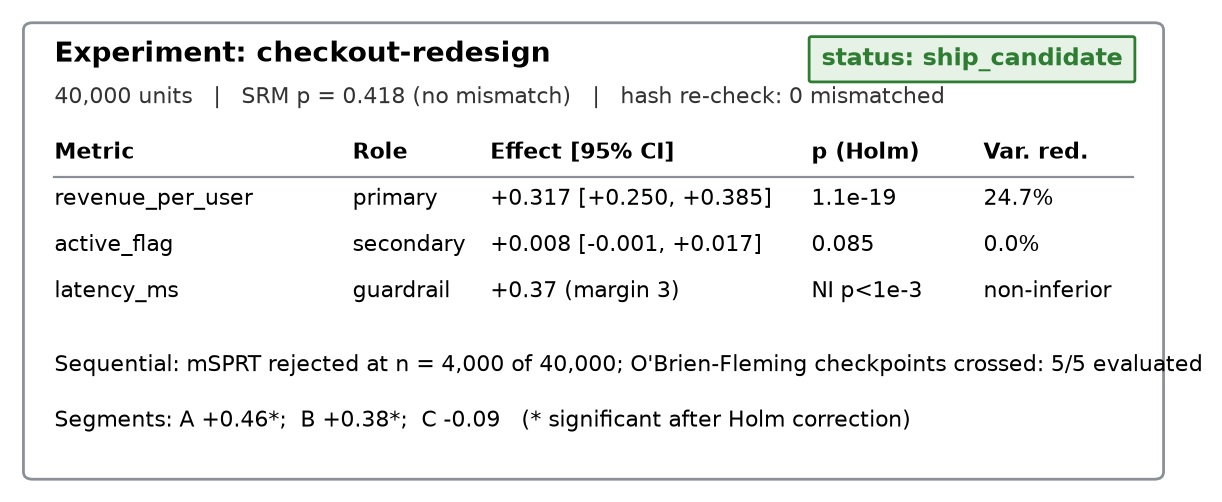 Experiment: checkout-redesign
status: ship_candidate
40,000 units | SRM p = 0.418 (no mismatch) | hash re-check: 0 mismatched
Metric Role Effect [95% CI] p (Holm) Var. red.
revenue_per_user primary +0.317 [+0.250, +0.385] 1.1e-19 24.7%
active_flag secondary +0.008 [-0.001, +0.017] 0.085 0.0%
latency_ms guardrail +0.37 (margin 3) NI p<1e-3 non-inferior
Sequential: mSPRT rejected at n = 4,000 of 40,000; O'Brien-Fleming checkpoints crossed: 5/5 evaluated
Segments: A +0.46*; B +0.38*; C -0.09 (* significant after Holm correction)